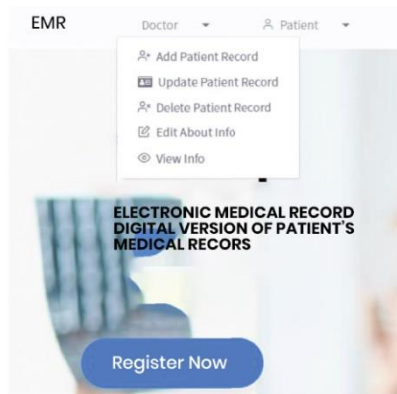 EMR
Doctor
Patient
Add Patient Record
Update Patient Record
Delete Patient Record
Edit About Info
View Info
ELECTRONIC MEDICAL RECORD
DIGITAL VERSION OF PATIENT'S
MEDICAL RECORS
Register Now